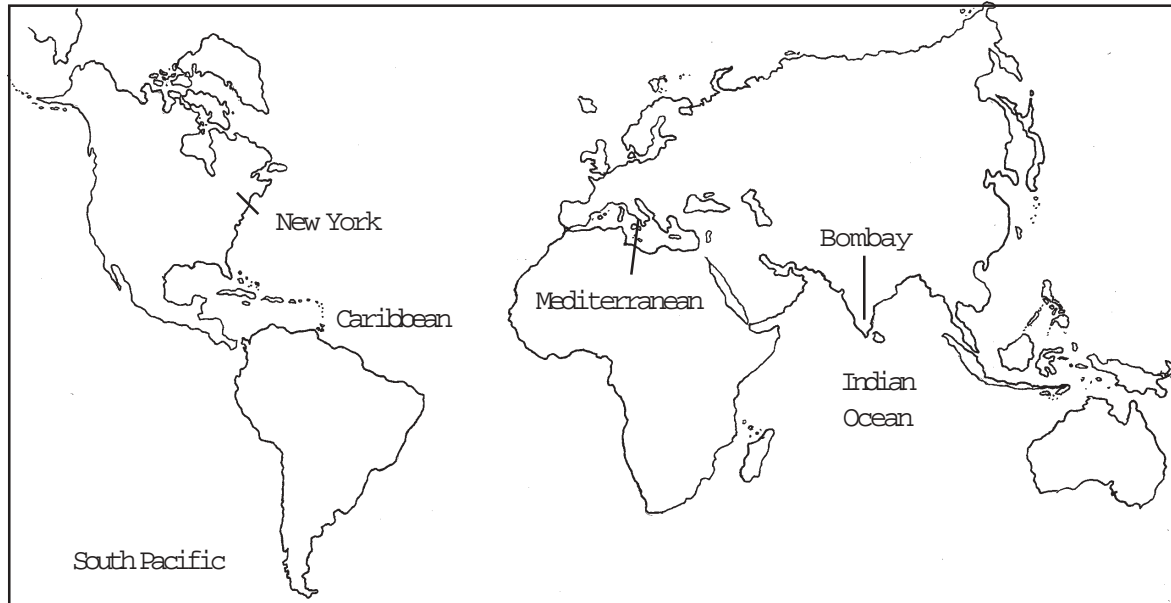 New York
Bombay
Mediterranean
Caribbean
Indian
Ocean
South Pacific